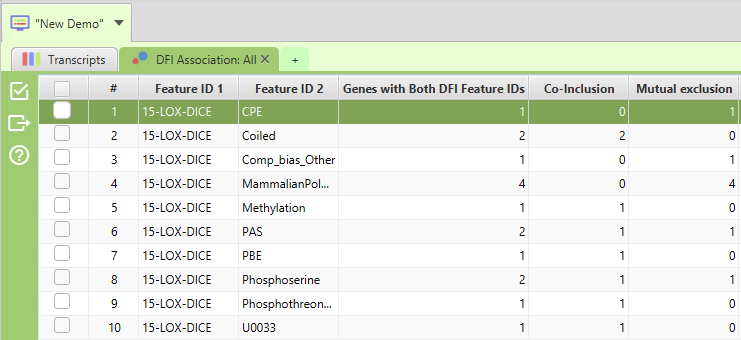 "New Demo"
Transcripts DFI Association: All × +
# Feature ID 1 Feature ID 2 Genes with Both DFI Feature IDs Co-Inclusion Mutual exclusion
1 15-LOX-DICE CPE 1 0 1
2 15-LOX-DICE Coiled 2 2 0
3 15-LOX-DICE Comp_bias_Other 1 0 1
4 15-LOX-DICE MammalianPol... 4 0 4
5 15-LOX-DICE Methylation 1 1 0
6 15-LOX-DICE PAS 2 1 1
7 15-LOX-DICE PBE 1 1 0
8 15-LOX-DICE Phosphoserine 2 1 1
9 15-LOX-DICE Phosphothreon... 1 1 0
10 15-LOX-DICE U0033 1 1 0